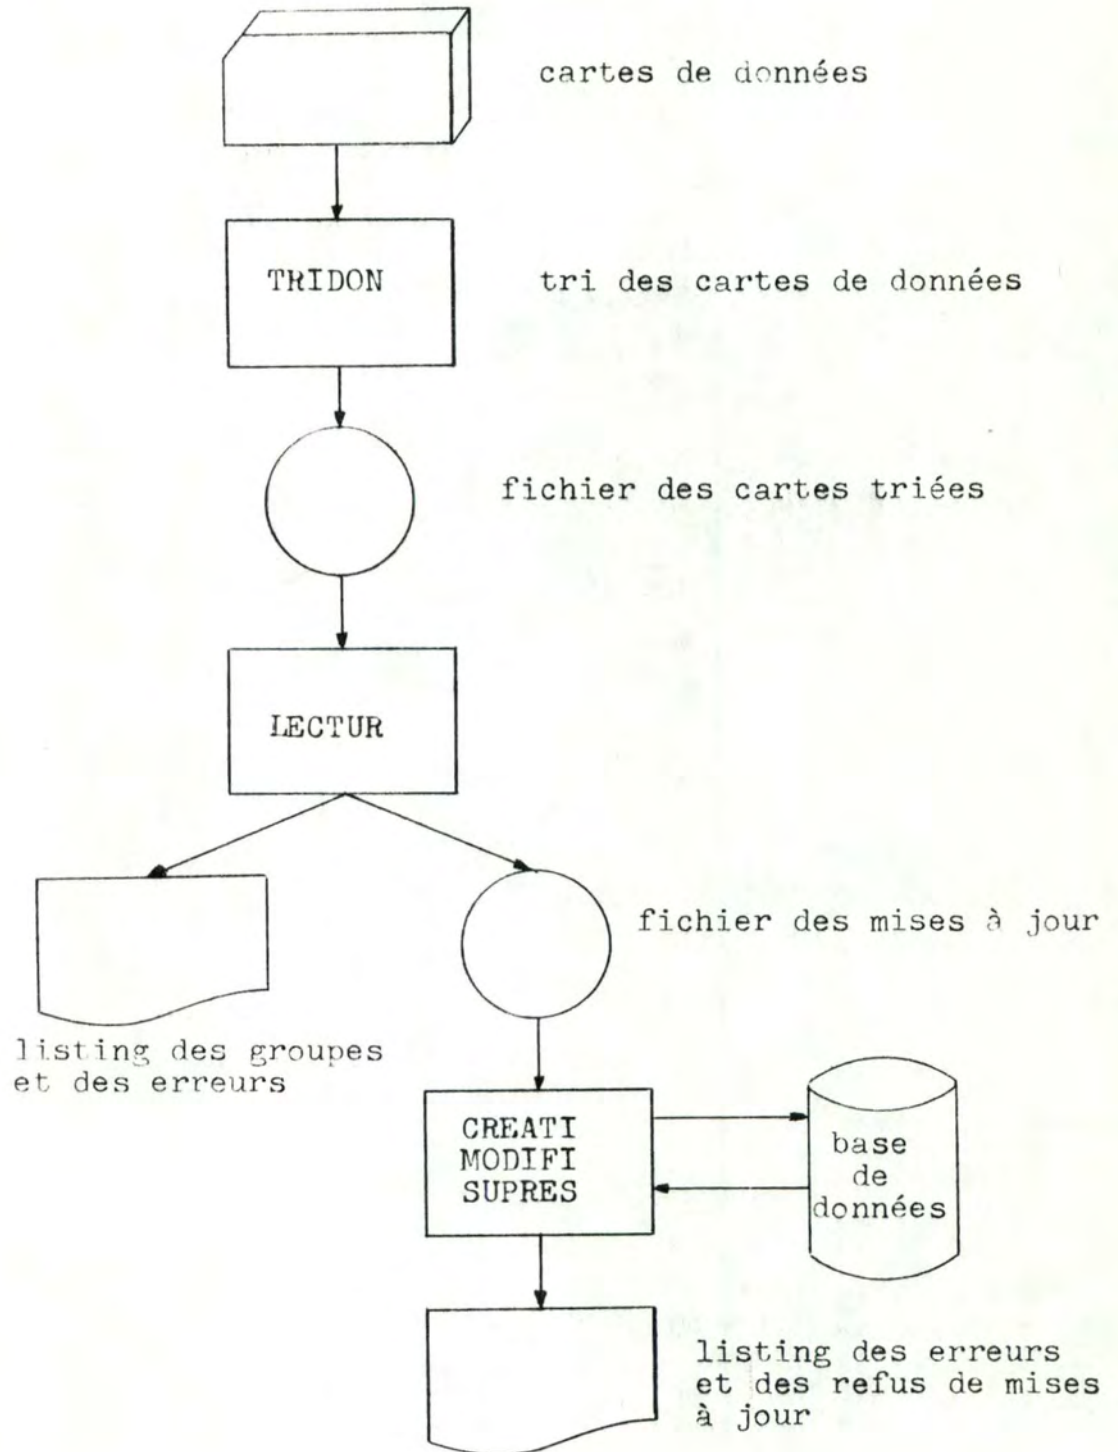 cartes de données
TRIDON
tri des cartes de données
fichier des cartes triées
LECTUR
fichier des mises à jour
listing des groupes
et des erreurs
CREATI
MODIFI
SUPRES
base
de
données
listing des erreurs
et des refus de mises
à jour